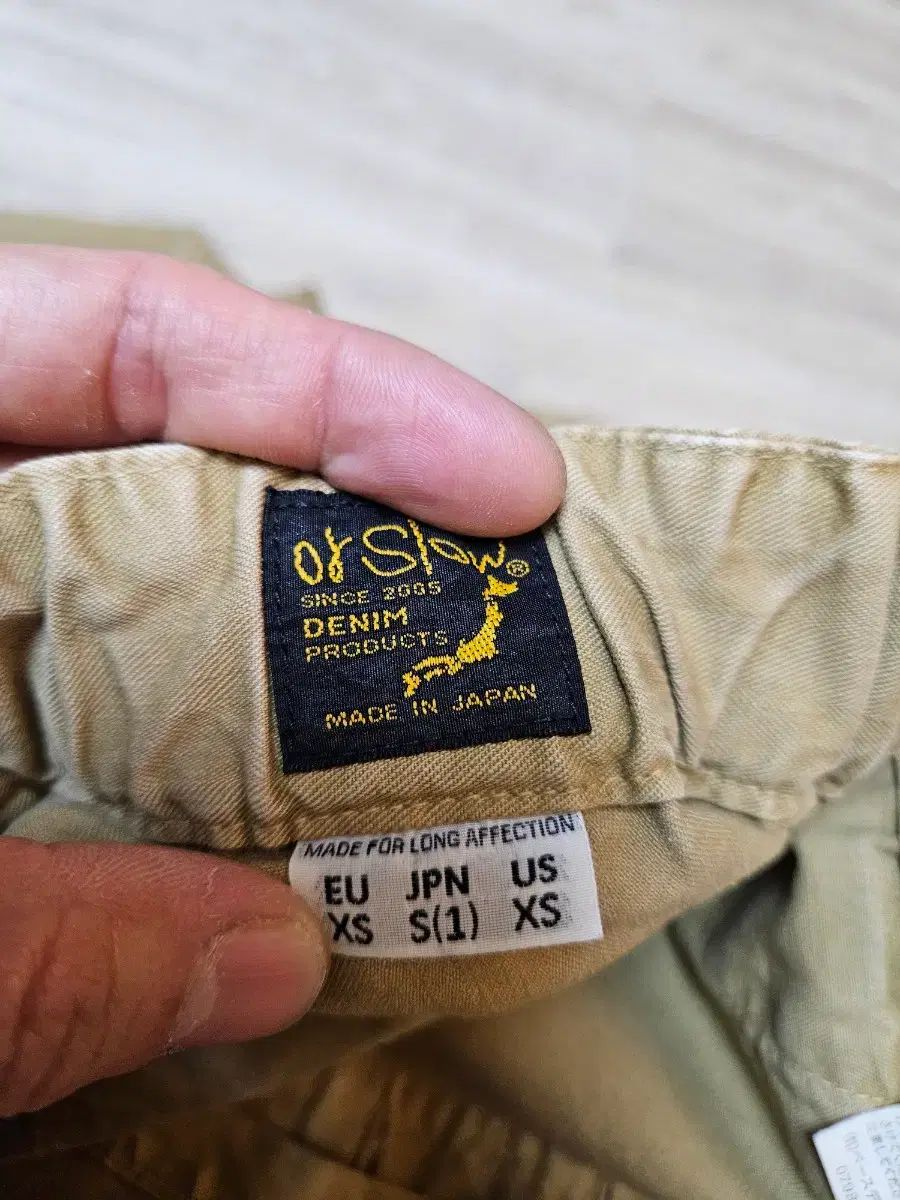 or Slow®
SINCE 2005
DENIM
PRODUCTS
MADE IN JAPAN
MADE FOR LONG AFFECTION
EU JPN US
XS S(1) XS